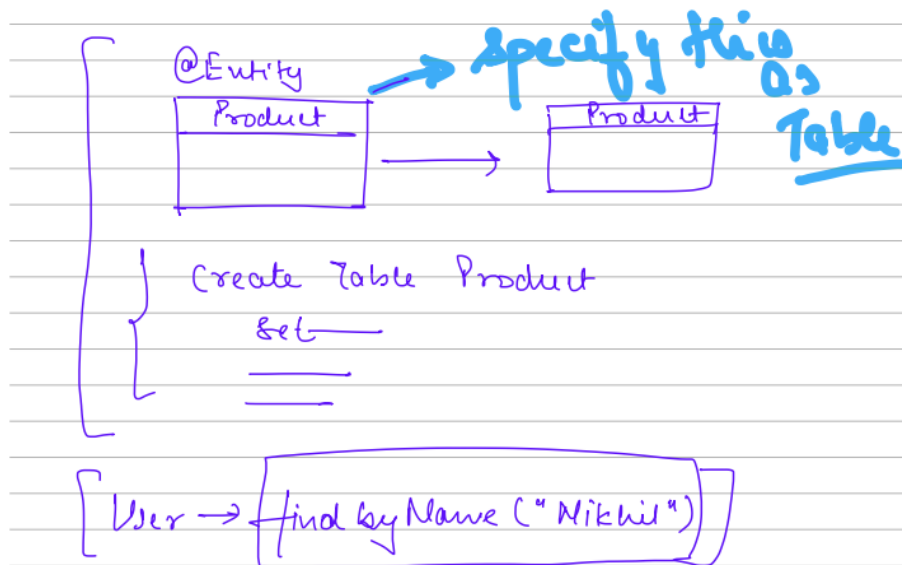 @Entity
specify this
as
Table
Product
Product
Create Table Product
Set
User → findbyName ("Nikhil")